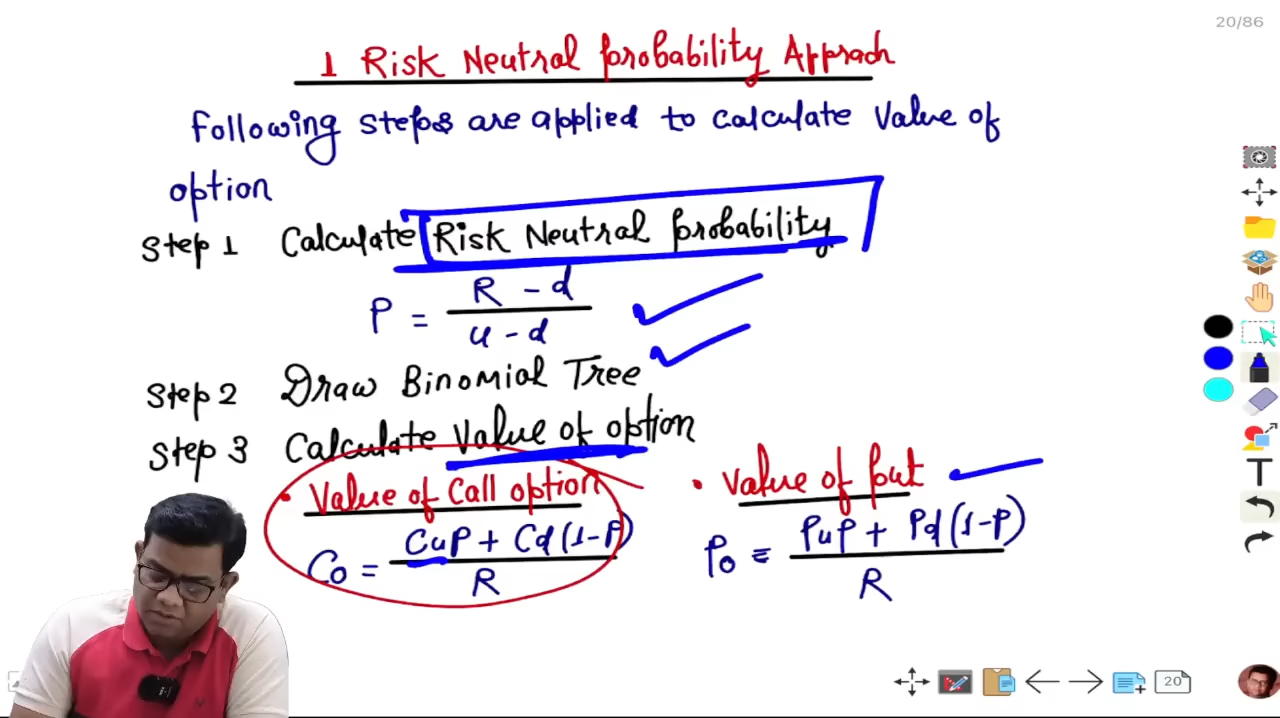 20/86
1 Risk Neutral probability Apprach
Following steps are applied to calculate value of
option
Step 1 Calculate Risk Neutral probability
P = R - d / u - d
Step 2 Draw Binomial Tree
Step 3 Calculate value of option
• Value of Call option
C0 = CuP + Cd(1-P) / R
• Value of put
P0 = PuP + Pd(1-P) / R
T
20